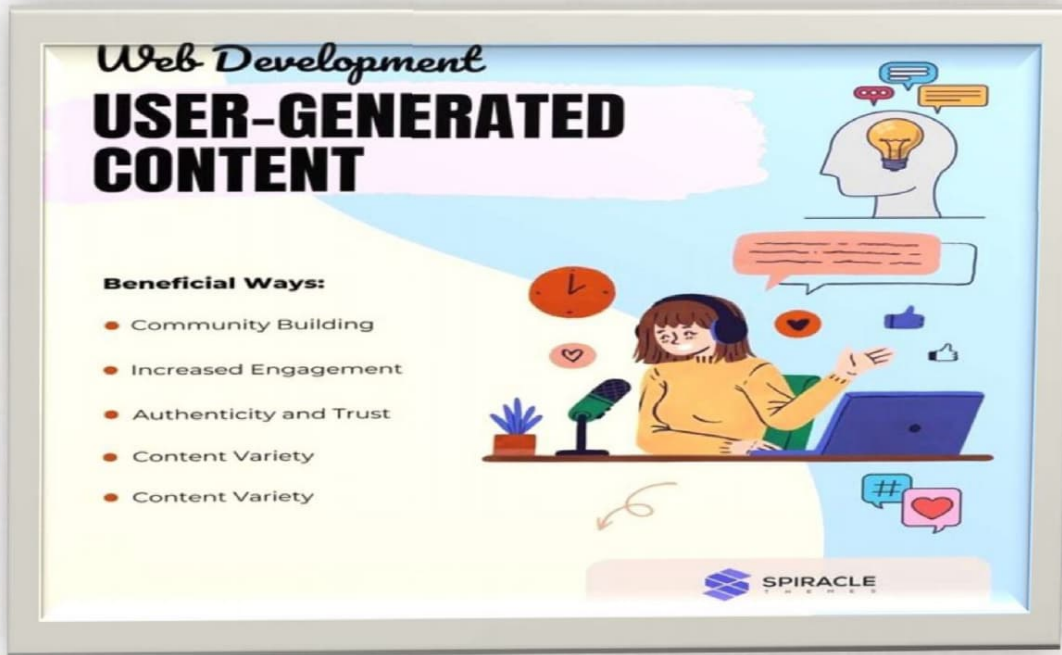 Web Development
USER-GENERATED
CONTENT
Beneficial Ways:
Community Building
Increased Engagement
Authenticity and Trust
Content Variety
Content Variety
#
SPIRACLE
THEMES